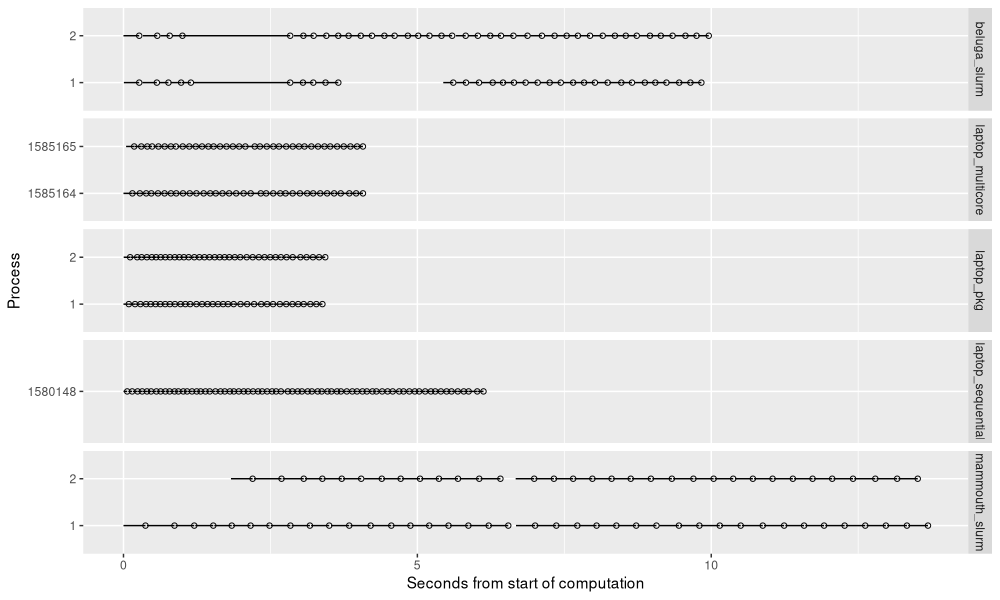 2
1
beluga_slurm
1585165
1585164
laptop_multicore
Process
2
1
laptop_pkg
1580148
laptop_sequential
2
1
mammouth_slurm
0 5 10
Seconds from start of computation